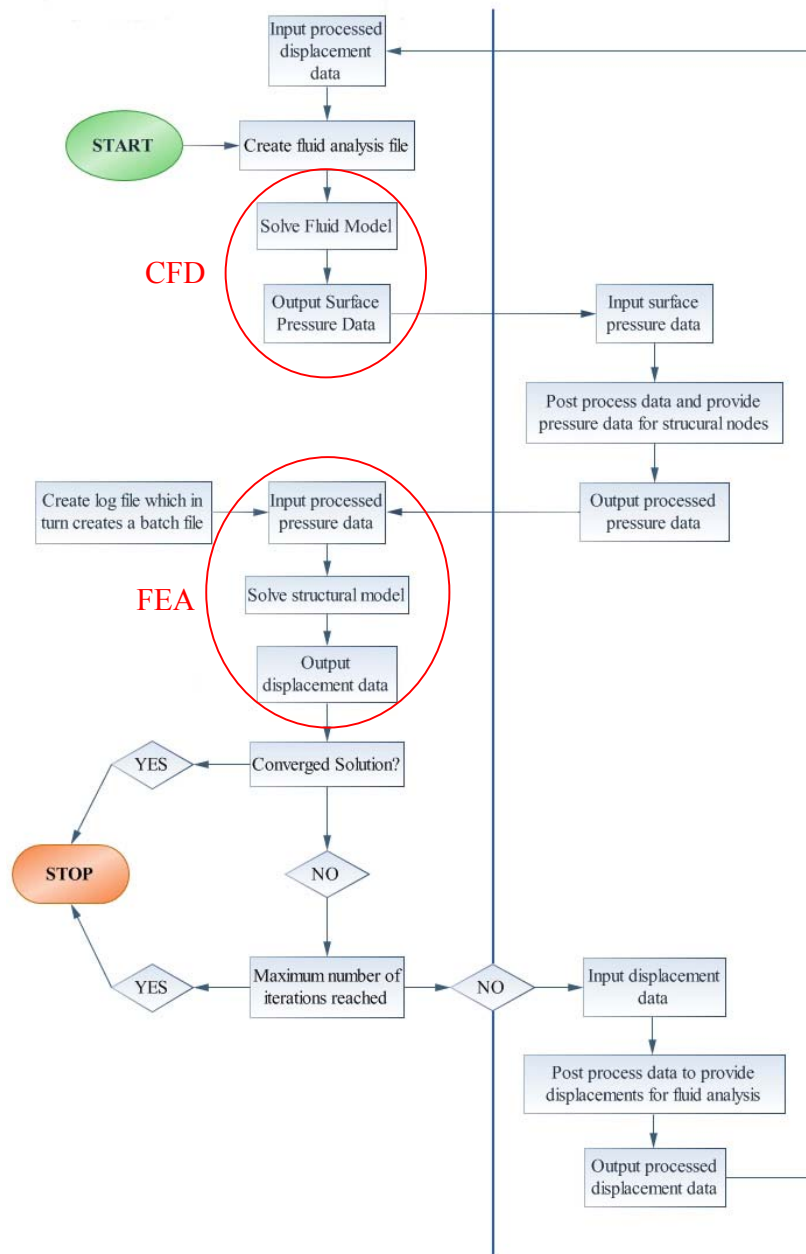 Input processed
displacement
data
START
Create fluid analysis file
Solve Fluid Model
CFD
Output Surface
Pressure Data
Input surface
pressure data
Post process data and provide
pressure data for strucural nodes
Create log file which in
turn creates a batch file
Input processed
pressure data
Output processed
pressure data
Solve structural model
FEA
Output
displacement data
YES
Converged Solution?
STOP
NO
YES
Maximum number of
iterations reached
NO
Input displacement
data
Post process data to provide
displacements for fluid analysis
Output processed
displacement data